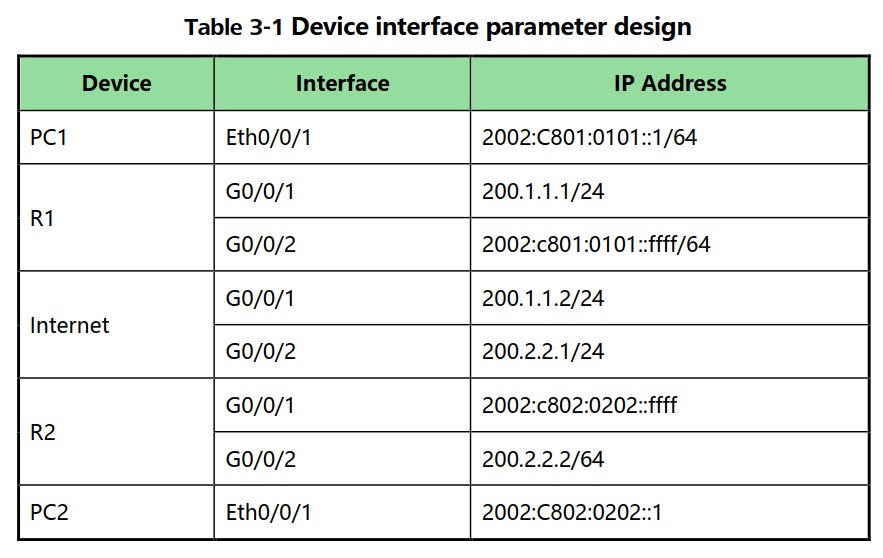 Table 3-1 Device interface parameter design
Device Interface IP Address
PC1 Eth0/0/1 2002:C801:0101::1/64
R1 G0/0/1 200.1.1.1/24
G0/0/2 2002:c801:0101::ffff/64
Internet G0/0/1 200.1.1.2/24
G0/0/2 200.2.2.1/24
R2 G0/0/1 2002:c802:0202::ffff
G0/0/2 200.2.2.2/64
PC2 Eth0/0/1 2002:C802:0202::1